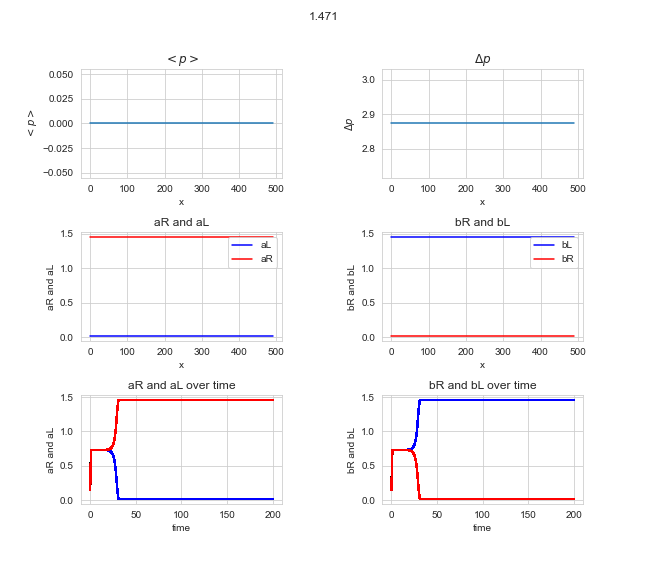 1.471
< p >
Δp
0.050
0.025
0.000
−0.025
−0.050
< p >
0 100 200 300 400 500
x
3.0
2.9
2.8
Δp
0 100 200 300 400 500
x
aR and aL
bR and bL
1.5
1.0
0.5
0.0
aR and aL
aL
aR
0 100 200 300 400 500
x
1.5
1.0
0.5
0.0
bR and bL
bL
bR
0 100 200 300 400 500
x
aR and aL over time
bR and bL over time
1.5
1.0
0.5
0.0
aR and aL
0 50 100 150 200
time
1.5
1.0
0.5
0.0
bR and bL
0 50 100 150 200
time